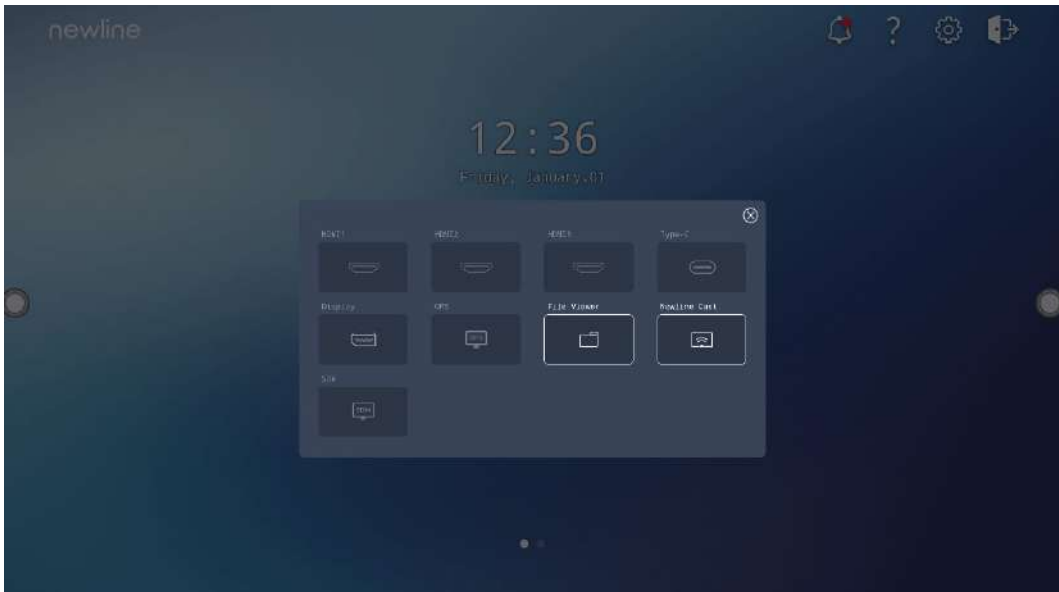 newline
?
12:36
Friday, January.01
HDMI1 HDMI2 HDMI3 Type-C
Display OPS File Viewer Newline Cast
SDM